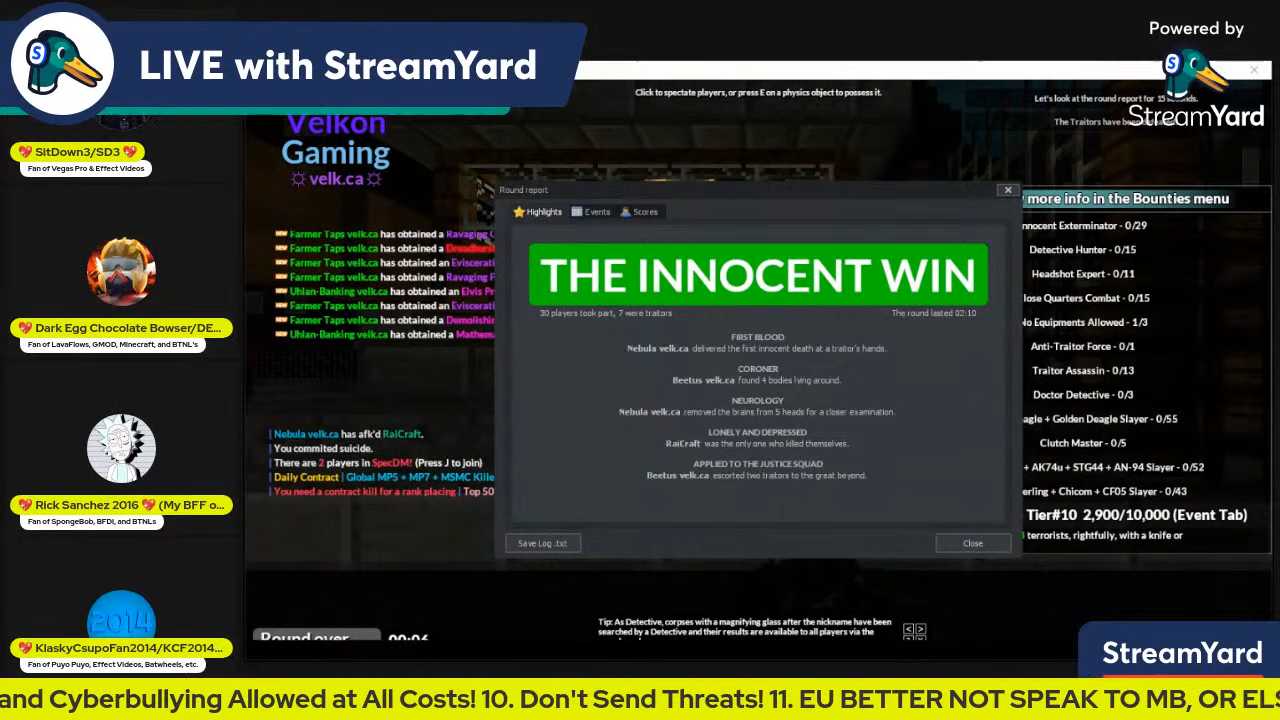 LIVE with StreamYard
Powered by
StreamYard
Click to spectate players, or press E on a physics object to possess it.
Let's look at the round report for 15 seconds.
The Traitors have been
Velkon
Gaming
velk.ca
SitDown3/SD3
Fan of Vegas Pro & Effect Videos
Dark Egg Chocolate Bowser/DE...
Fan of LavaFlows, GMOD, Minecraft, and BTNL's
Rick Sanchez 2016 (My BFF o...
Fan of SpongeBob, BFDI, and BTNLs
2014
KlaskyCsupoFan2014/KCF2014...
Fan of Puyo Puyo, Effect Videos, Batwheels, etc.
Farmer Taps velk.ca has obtained a Ravaging
Farmer Taps velk.ca has obtained a
Farmer Taps velk.ca has obtained an Eviscerati
Farmer Taps velk.ca has obtained a Ravaging P
Uhlan-Banking velk.ca has obtained an Elvis Pr
Farmer Taps velk.ca has obtained an Eviscerati
Farmer Taps velk.ca has obtained a Demolishin
Uhlan-Banking velk.ca has obtained a Mathema
| Nebula velk.ca has afk'd RaiCraft.
| You commited suicide.
| There are 2 players in SpecDM! (Press J to join)
| Daily Contract | Global MP5 + MP7 + MSMC Kille
| You need a contract kill for a rank placing | Top 50
Round report
Highlights Events Scores
THE INNOCENT WIN
30 players took part, 7 were traitors
The round lasted 02:10
FIRST BLOOD
Nebula velk.ca delivered the first innocent death at a traitor's hands.
CORONER
Beetus velk.ca found 4 bodies lying around.
NEUROLOGY
Nebula velk.ca removed the brains from 5 heads for a closer examination.
LONELY AND DEPRESSED
RaiCraft was the only one who killed themselves.
APPLIED TO THE JUSTICE SQUAD
Beetus velk.ca escorted two traitors to the great beyond.
Save Log .txt
Close
more info in the Bounties menu
nnocent Exterminator - 0/29
Detective Hunter - 0/15
Headshot Expert - 0/11
lose Quarters Combat - 0/15
No Equipments Allowed - 1/3
Anti-Traitor Force - 0/1
Traitor Assassin - 0/13
Doctor Detective - 0/3
eagle + Golden Deagle Slayer - 0/55
Clutch Master - 0/5
+ AK74u + STG44 + AN-94 Slayer - 0/52
erling + Chicom + CF05 Slayer - 0/43
Tier#10 2,900/10,000 (Event Tab)
terrorists, rightfully, with a knife or
Round over 00:06
Tip: As Detective, corpses with a magnifying glass after the nickname have been
searched by a Detective and their results are available to all players via the
StreamYard
and Cyberbullying Allowed at All Costs! 10. Don't Send Threats! 11. EU BETTER NOT SPEAK TO MB, OR ELS